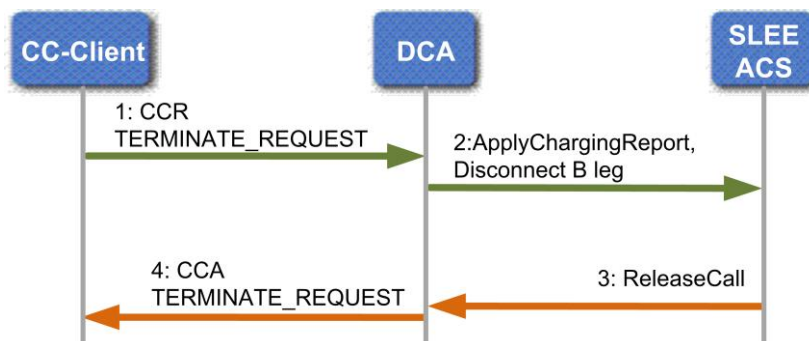 CC-Client
DCA
SLEE
ACS
1: CCR
TERMINATE_REQUEST
2:ApplyChargingReport,
Disconnect B leg
3: ReleaseCall
4: CCA
TERMINATE_REQUEST